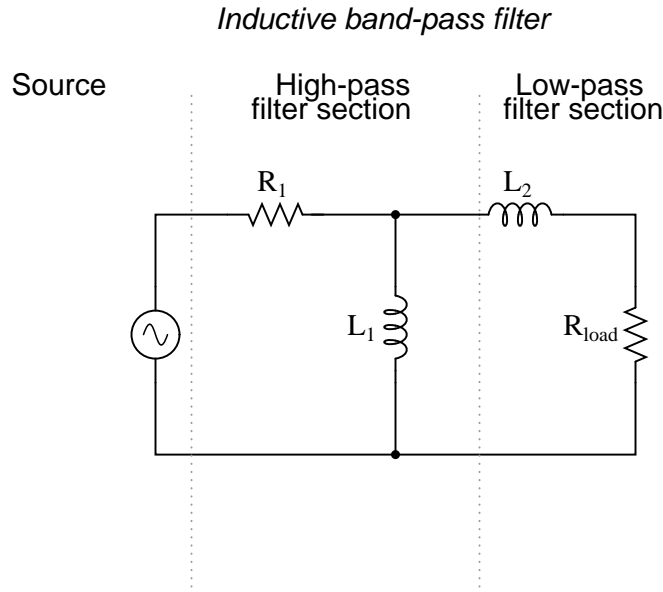 Inductive band-pass filter
Source
High-pass
filter section
Low-pass
filter section
R1
L2
L1
Rload